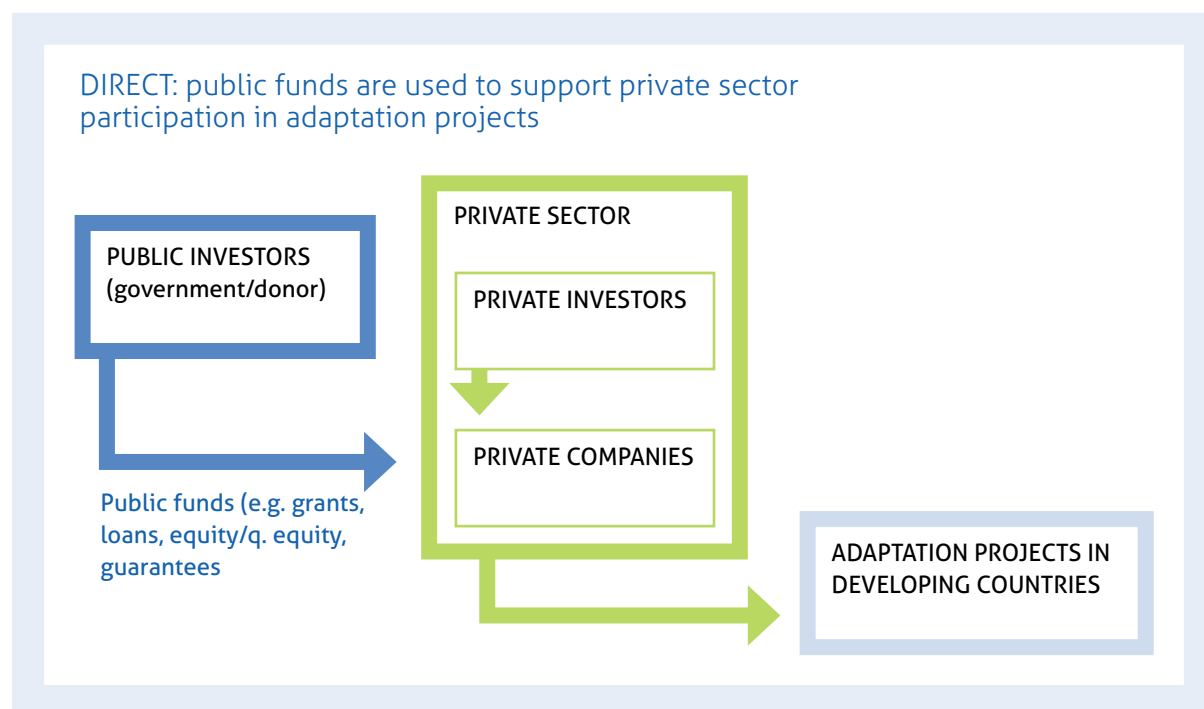 DIRECT: public funds are used to support private sector
participation in adaptation projects
PUBLIC INVESTORS
(government/donor)
PRIVATE SECTOR
PRIVATE INVESTORS
PRIVATE COMPANIES
Public funds (e.g. grants,
loans, equity/q. equity,
guarantees
ADAPTATION PROJECTS IN
DEVELOPING COUNTRIES